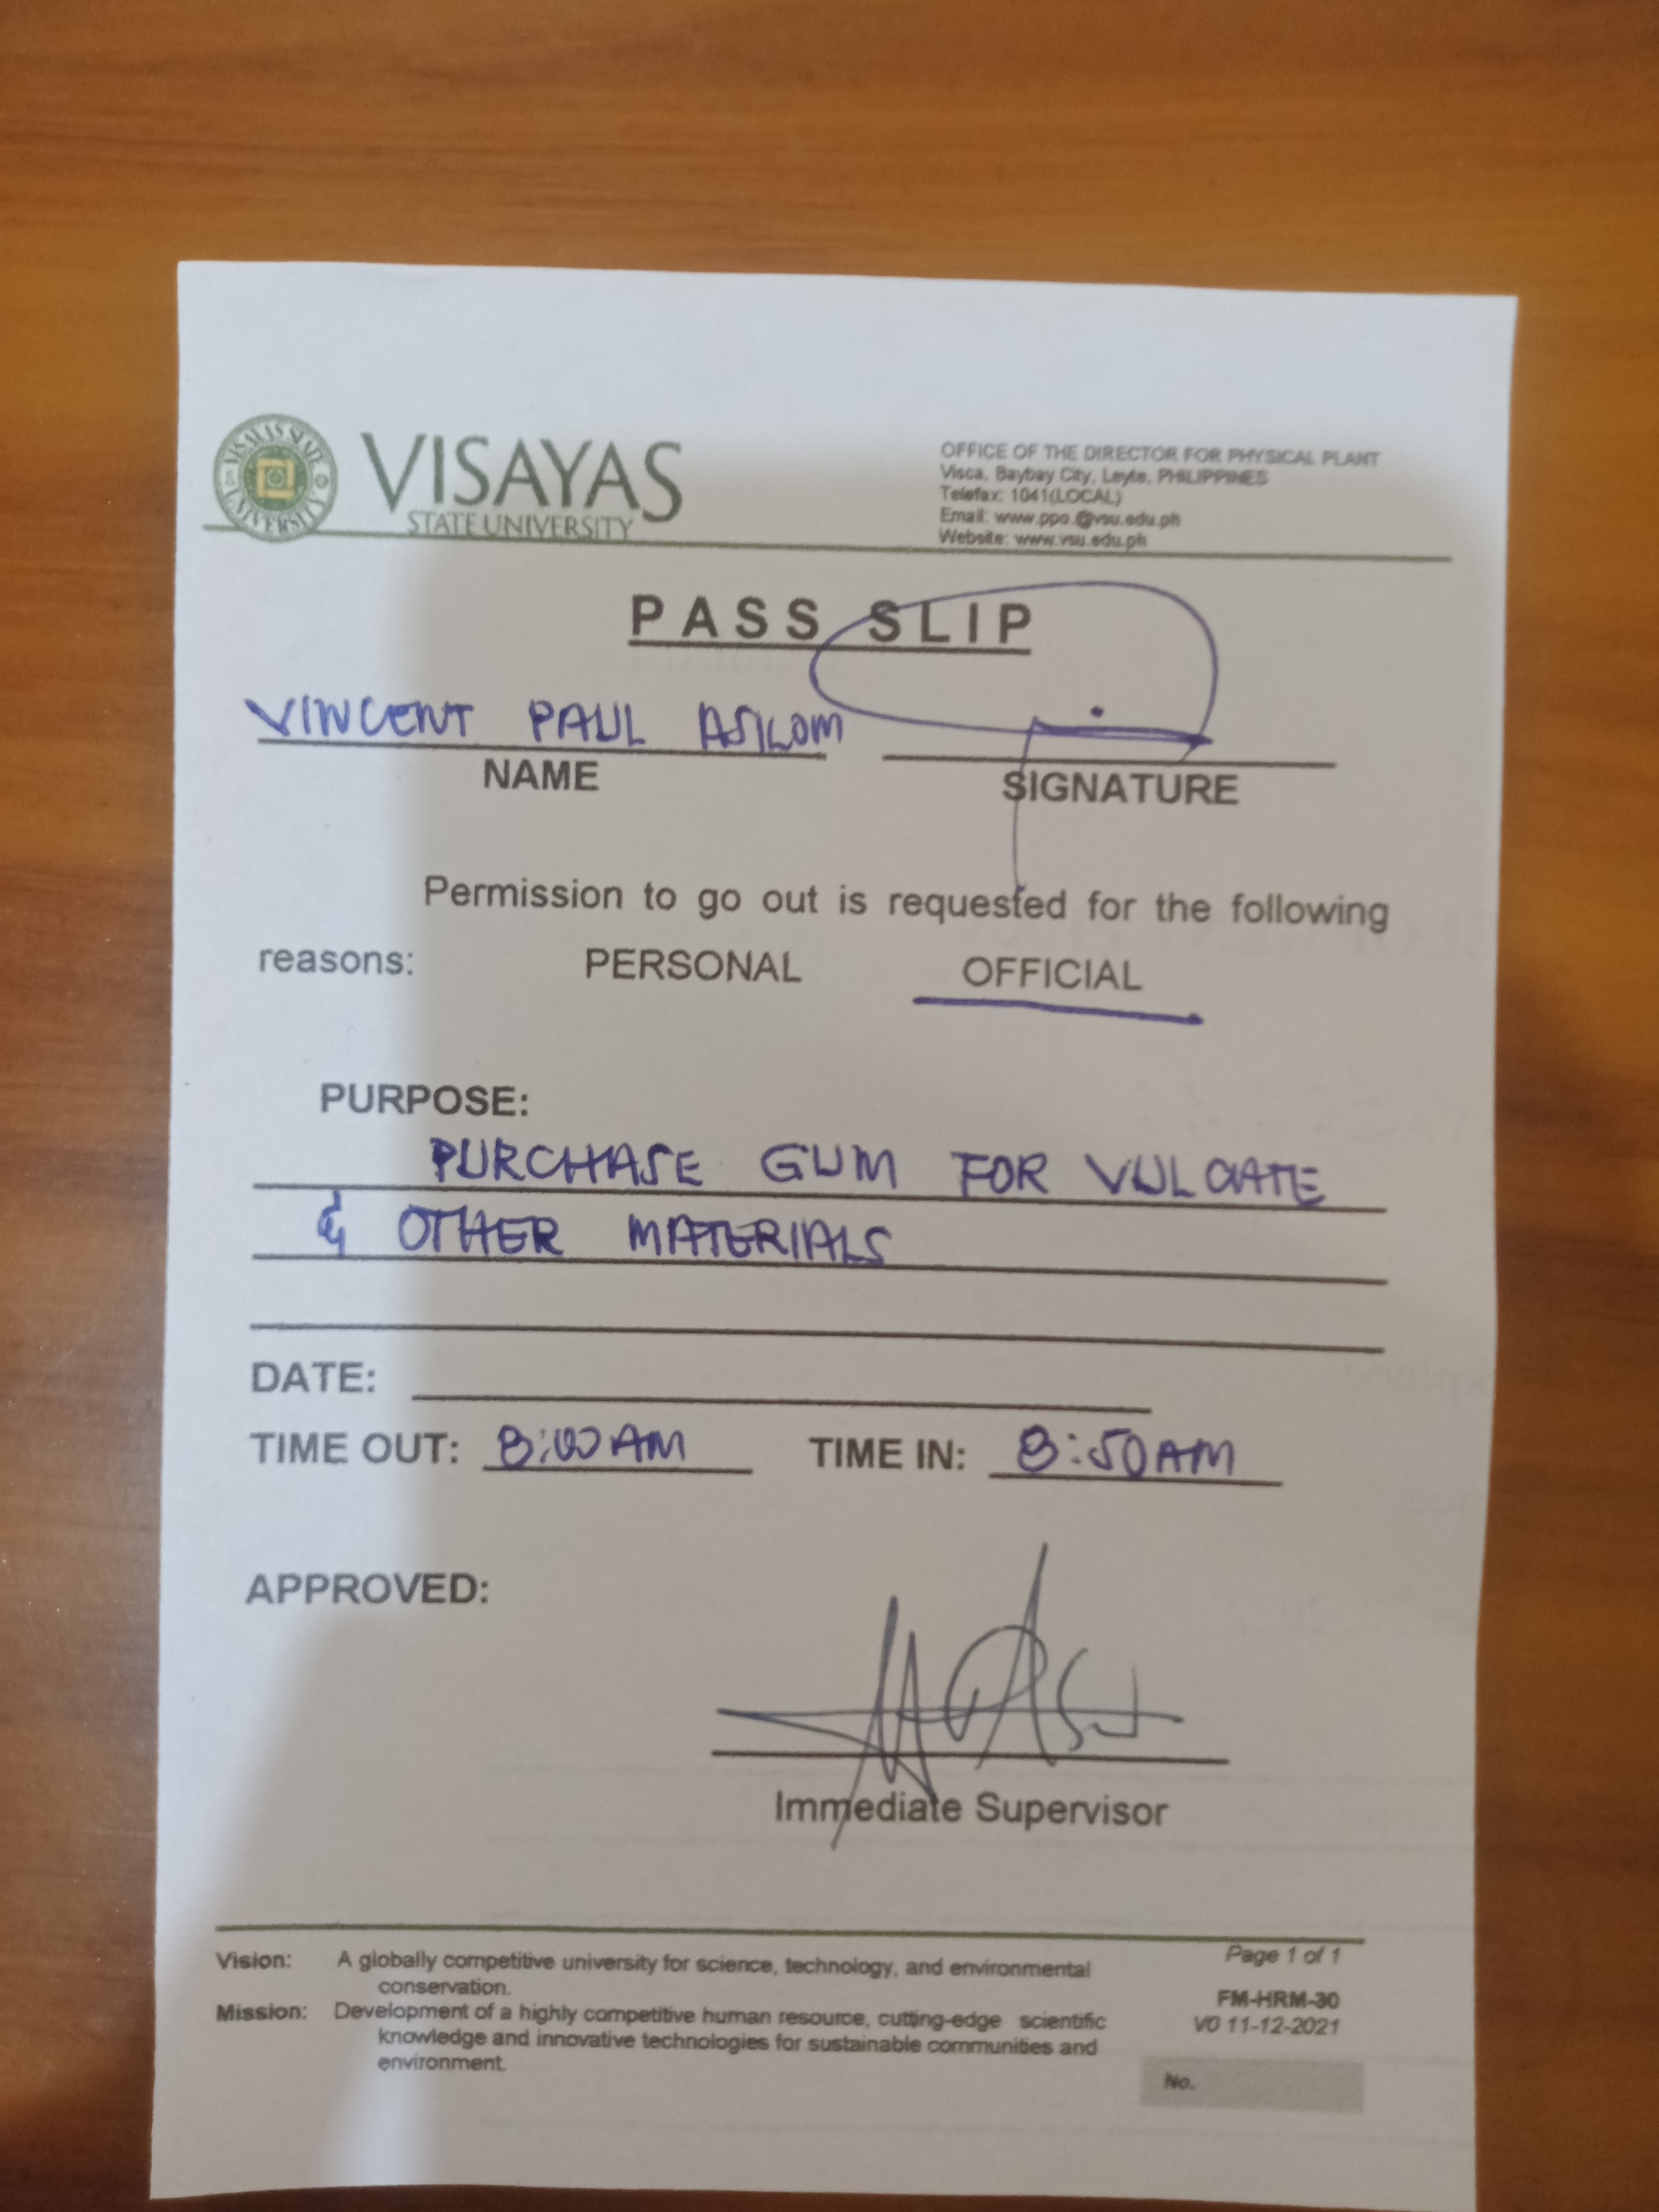 VISAYAS
STATE UNIVERSITY
OFFICE OF THE DIRECTOR FOR PHYSICAL PLANT
Visca, Baybay City, Leyte, PHILIPPINES
Telefax: 1041(LOCAL)
Email: www.ppo.@vsu.edu.ph
Website: www.vsu.edu.ph
PASS SLIP
VINCENT PAUL ASILOM
NAME
SIGNATURE
Permission to go out is requested for the following
reasons: PERSONAL OFFICIAL
PURPOSE:
PURCHASE GUM FOR VULCATE
& OTHER MATERIALS
DATE:
TIME OUT: 8:00AM TIME IN: 8:50AM
APPROVED:
Immediate Supervisor
Vision: A globally competitive university for science, technology, and environmental
conservation.
Mission: Development of a highly competitive human resource, cutting-edge scientific
knowledge and innovative technologies for sustainable communities and
environment.
Page 1 of 1
FM-HRM-30
V0 11-12-2021
No.